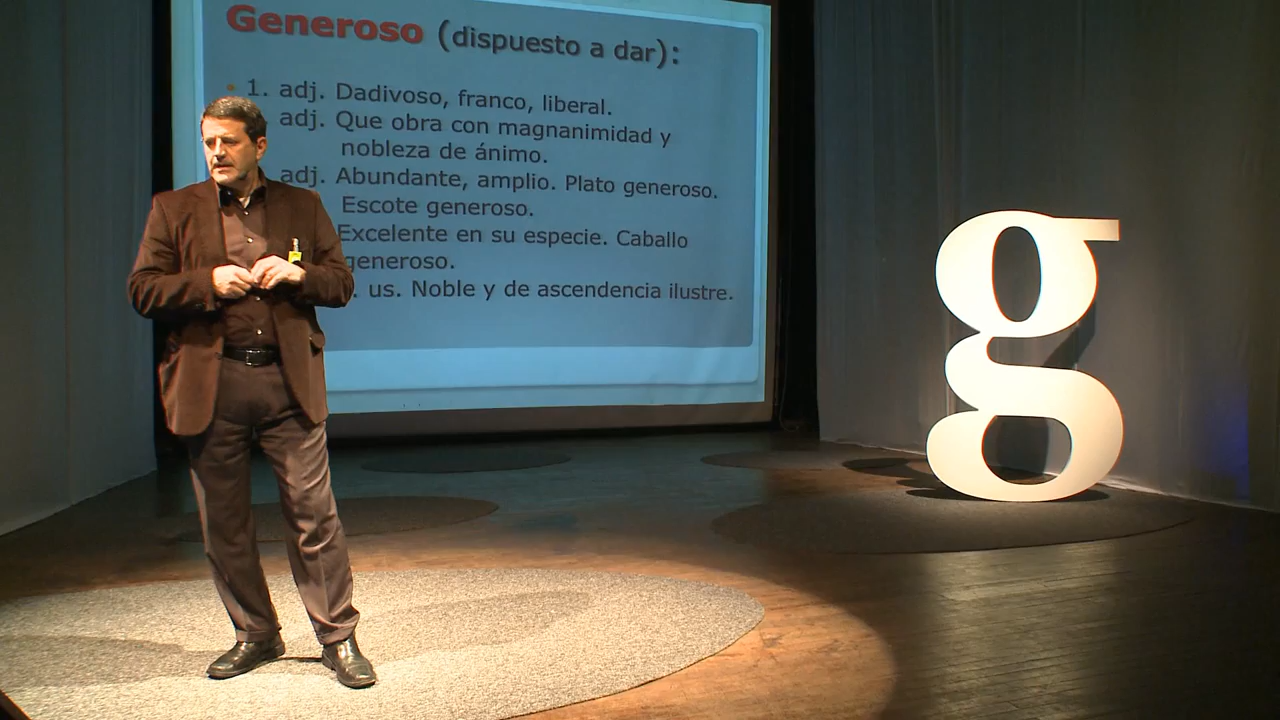 Generoso (dispuesto a dar):
1. adj. Dadivoso, franco, liberal.
adj. Que obra con magnanimidad y
nobleza de ánimo.
adj. Abundante, amplio. Plato generoso.
Escote generoso.
Excelente en su especie. Caballo
generoso.
. us. Noble y de ascendencia ilustre.
g